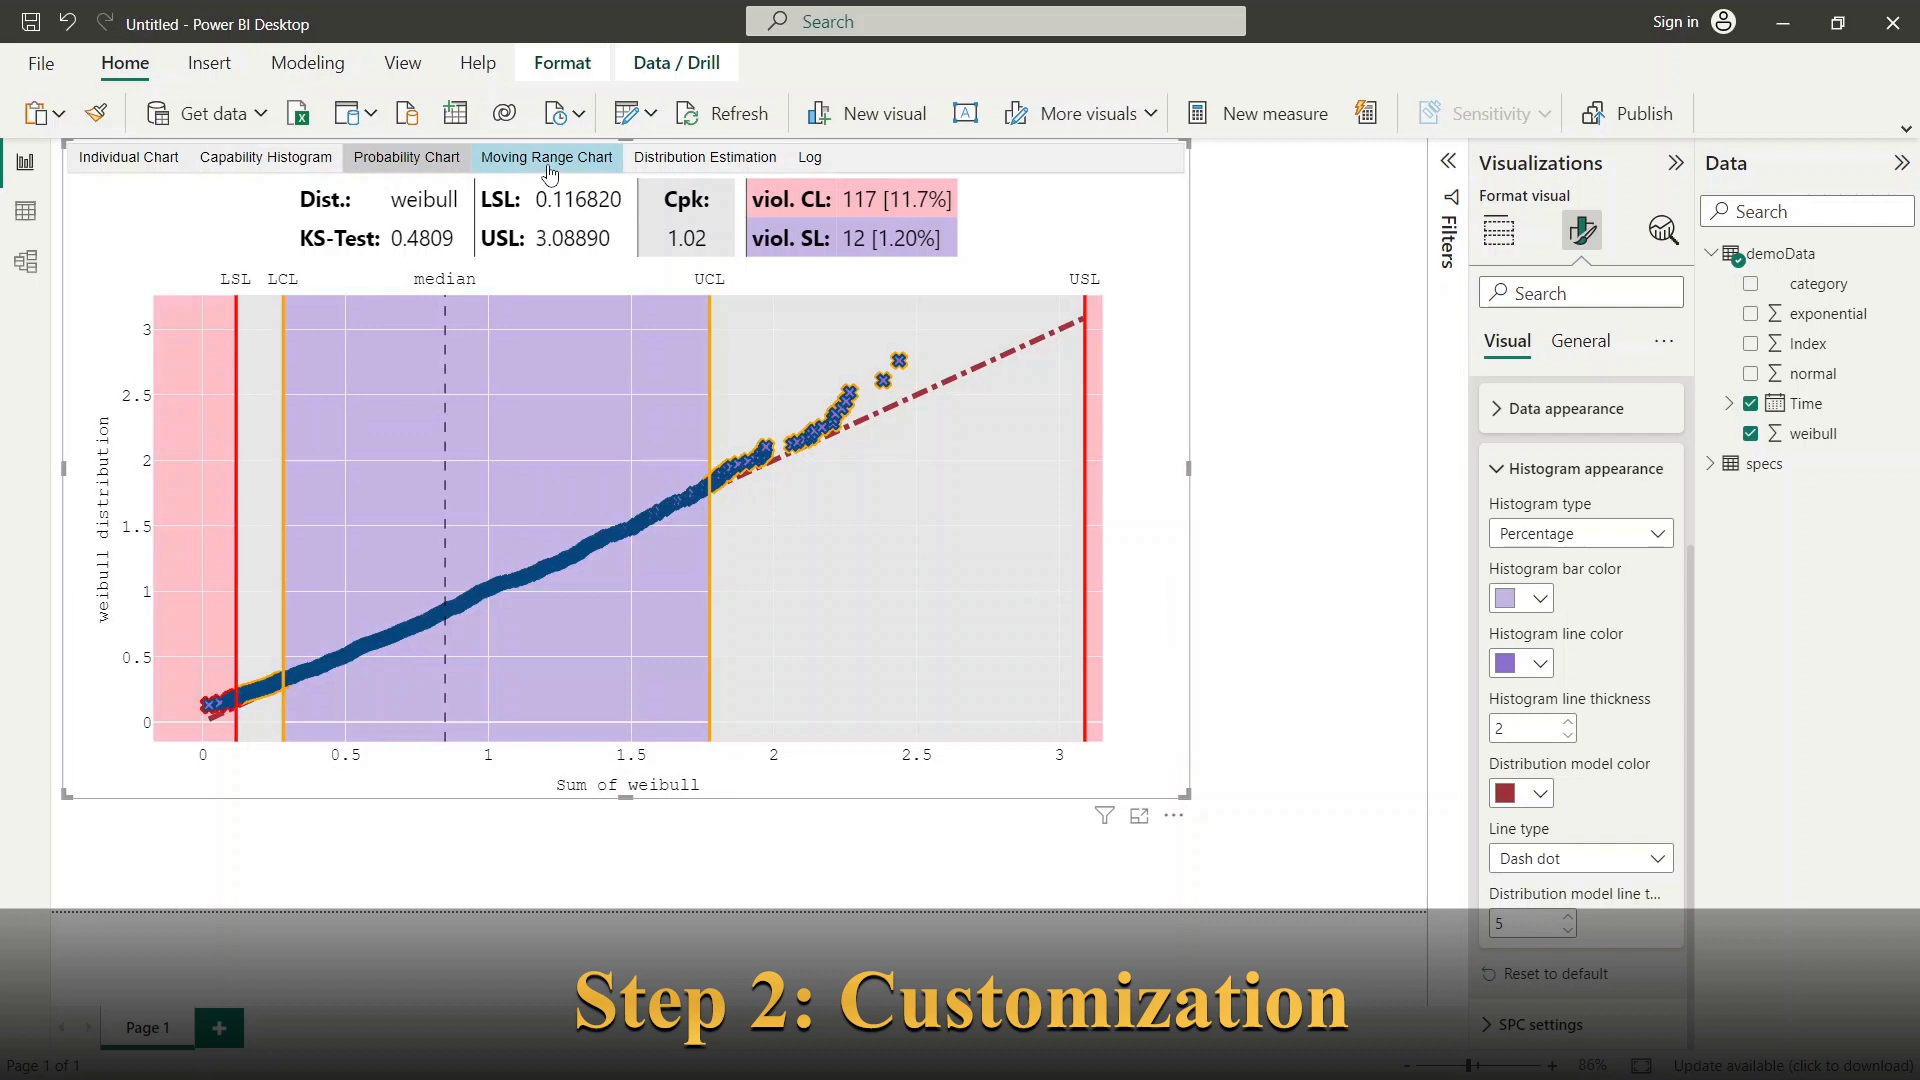 Untitled - Power BI Desktop
Search
Sign in
File Home Insert Modeling View Help Format Data / Drill
Get data Refresh New visual More visuals New measure Sensitivity Publish
Individual Chart Capability Histogram Probability Chart Moving Range Chart Distribution Estimation Log
Dist.: weibull LSL: 0.116820 Cpk: viol. CL: 117 [11.7%]
KS-Test: 0.4809 USL: 3.08890 1.02 viol. SL: 12 [1.20%]
LSL LCL median UCL USL
3
2.5
2
1.5
1
0.5
0
weibull distribution
0 0.5 1 1.5 2 2.5 3
Sum of weibull
Filters
Visualizations
Format visual
Search
Visual General
Data appearance
Histogram appearance
Histogram type
Percentage
Histogram bar color
Histogram line color
Histogram line thickness
2
Distribution model color
Line type
Dash dot
Distribution model line t...
5
Reset to default
SPC settings
Data
Search
demoData
category
exponential
Index
normal
Time
weibull
specs
Step 2: Customization
Page 1
Page 1 of 1
86%
Update available (click to download)